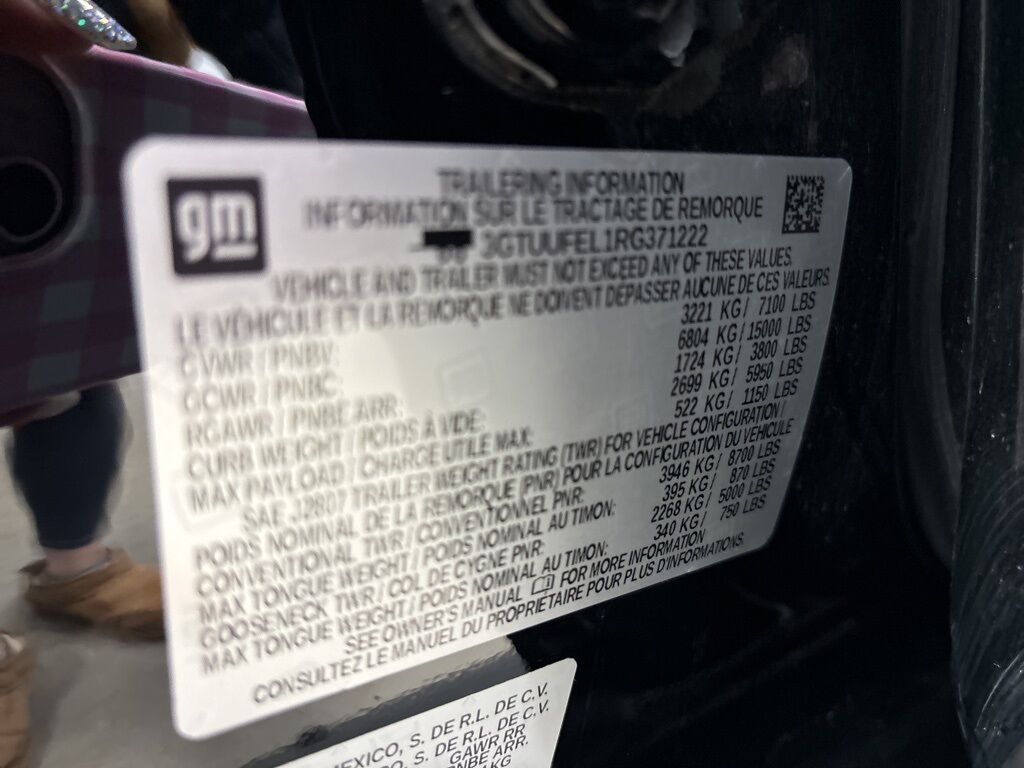 gm
TRAILERING INFORMATION
INFORMATION SUR LE TRACTAGE DE REMORQUE
3GTUUFEL1RG371222
VEHICLE AND TRAILER MUST NOT EXCEED ANY OF THESE VALUES.
LE VÉHICULE ET LA REMORQUE NE DOIVENT DÉPASSER AUCUNE DE CES VALEURS.
GVWR / PNBV: 3221 KG/ 7100 LBS
GCWR / PNRC: 6804 KG/ 15000 LBS
RGAWR / PNBE ARR: 1724 KG/ 3800 LBS
CURB WEIGHT / POIDS À VIDE: 2699 KG/ 5950 LBS
MAX PAYLOAD / CHARGE UTILE MAX: 522 KG/ 1150 LBS
SAE J2807 TRAILER WEIGHT RATING (TWR) FOR VEHICLE CONFIGURATION /
POIDS NOMINAL DE LA REMORQUE (PNR) POUR LA CONFIGURATION DU VÉHICULE
CONVENTIONAL TWR / CONVENTIONNEL PNR: 3946 KG/ 8700 LBS
MAX TONGUE WEIGHT / POIDS NOMINAL AU TIMON: 395 KG/ 870 LBS
GOOSENECK TWR / COL DE CYGNE PNR: 2268 KG/ 5000 LBS
MAX TONGUE WEIGHT / POIDS NOMINAL AU TIMON: 340 KG/ 750 LBS
SEE OWNER'S MANUAL FOR MORE INFORMATION
CONSULTEZ LE MANUEL DU PROPRIÉTAIRE POUR PLUS D'INFORMATIONS.
MEXICO, S. DE R.L. DE C.V.
CO, S. DE R.L. DE C.V.
GAWR RR
PNBE ARR.
KG